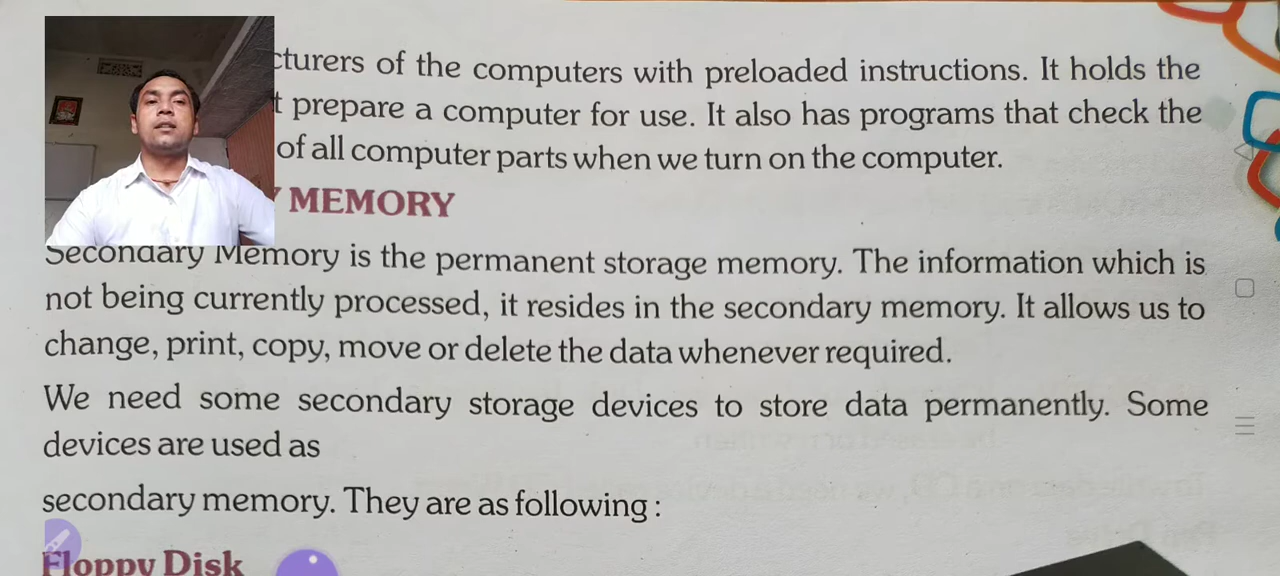 cturers of the computers with preloaded instructions. It holds the
t prepare a computer for use. It also has programs that check the
of all computer parts when we turn on the computer.
MEMORY
Secondary Memory is the permanent storage memory. The information which is
not being currently processed, it resides in the secondary memory. It allows us to
change, print, copy, move or delete the data whenever required.
We need some secondary storage devices to store data permanently. Some
devices are used as
secondary memory. They are as following :
Floppy Disk